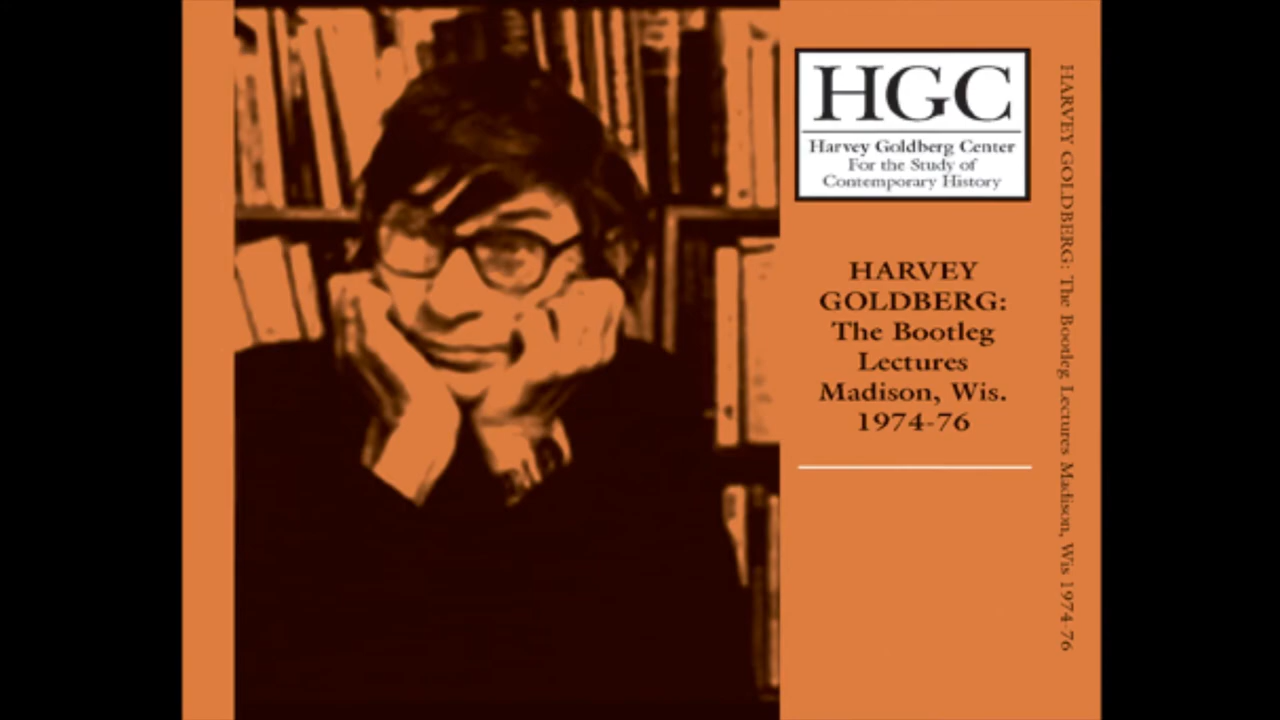 HGC
Harvey Goldberg Center
For the Study of
Contemporary History
HARVEY
GOLDBERG:
The Bootleg
Lectures
Madison, Wis.
1974-76
HARVEY GOLDBERG: The Bootleg Lectures Madison, Wis 1974-76